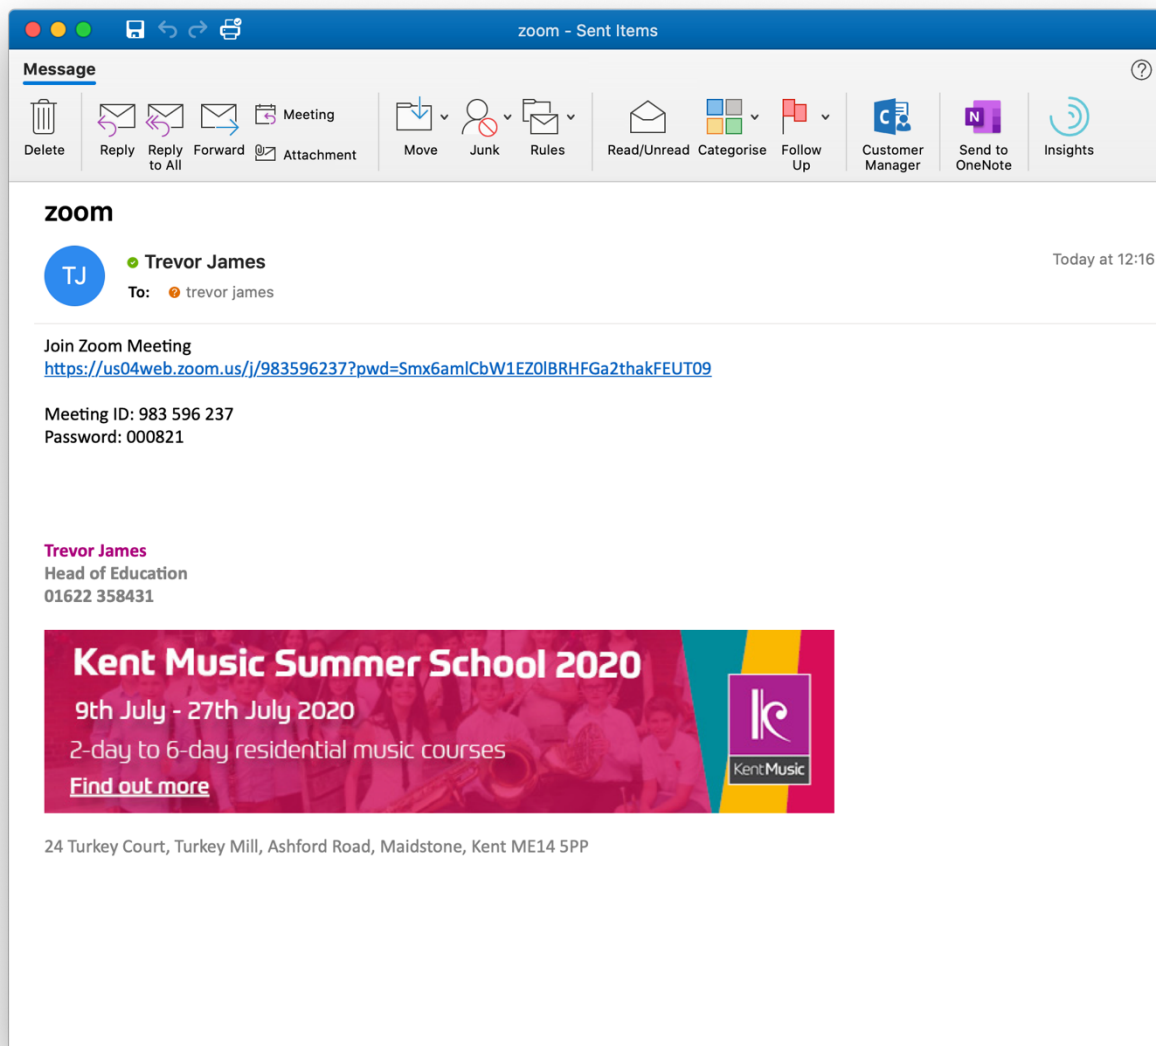 zoom - Sent Items
Message
Delete
Reply
Reply to All
Forward
Meeting
Attachment
Move
Junk
Rules
Read/Unread
Categorise
Follow Up
Customer Manager
Send to OneNote
Insights
zoom
TJ
Trevor James
Today at 12:16
To: trevor james
Join Zoom Meeting
https://us04web.zoom.us/j/983596237?pwd=Smx6amlCbW1EZ0lBRHFGa2thakFEUT09
Meeting ID: 983 596 237
Password: 000821
Trevor James
Head of Education
01622 358431
Kent Music Summer School 2020
9th July - 27th July 2020
2-day to 6-day residential music courses
Find out more
KentMusic
24 Turkey Court, Turkey Mill, Ashford Road, Maidstone, Kent ME14 5PP